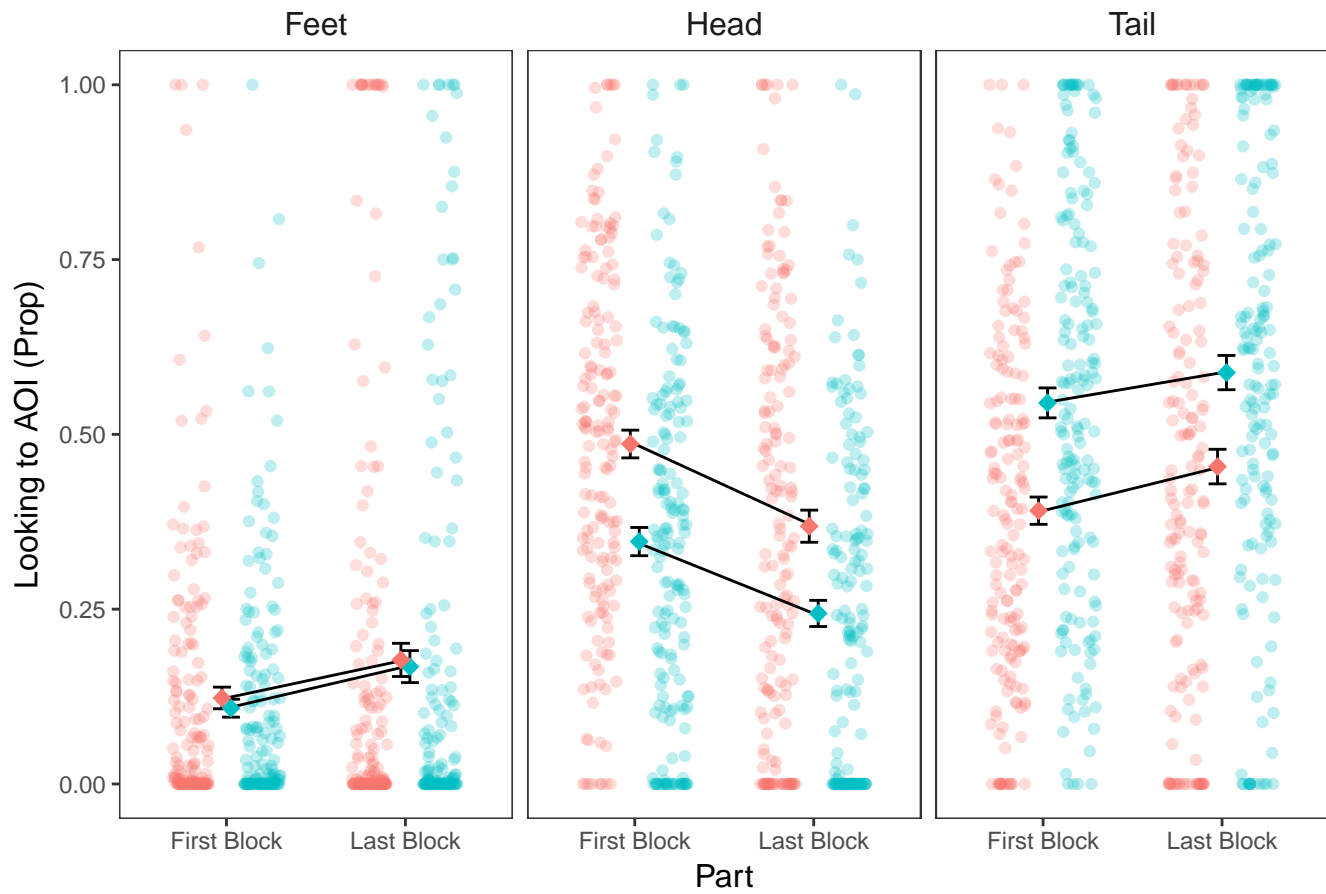 Feet
Head
Tail
Looking to AOI (Prop)
1.00
0.75
0.50
0.25
0.00
First Block
Last Block
First Block
Last Block
First Block
Last Block
Part